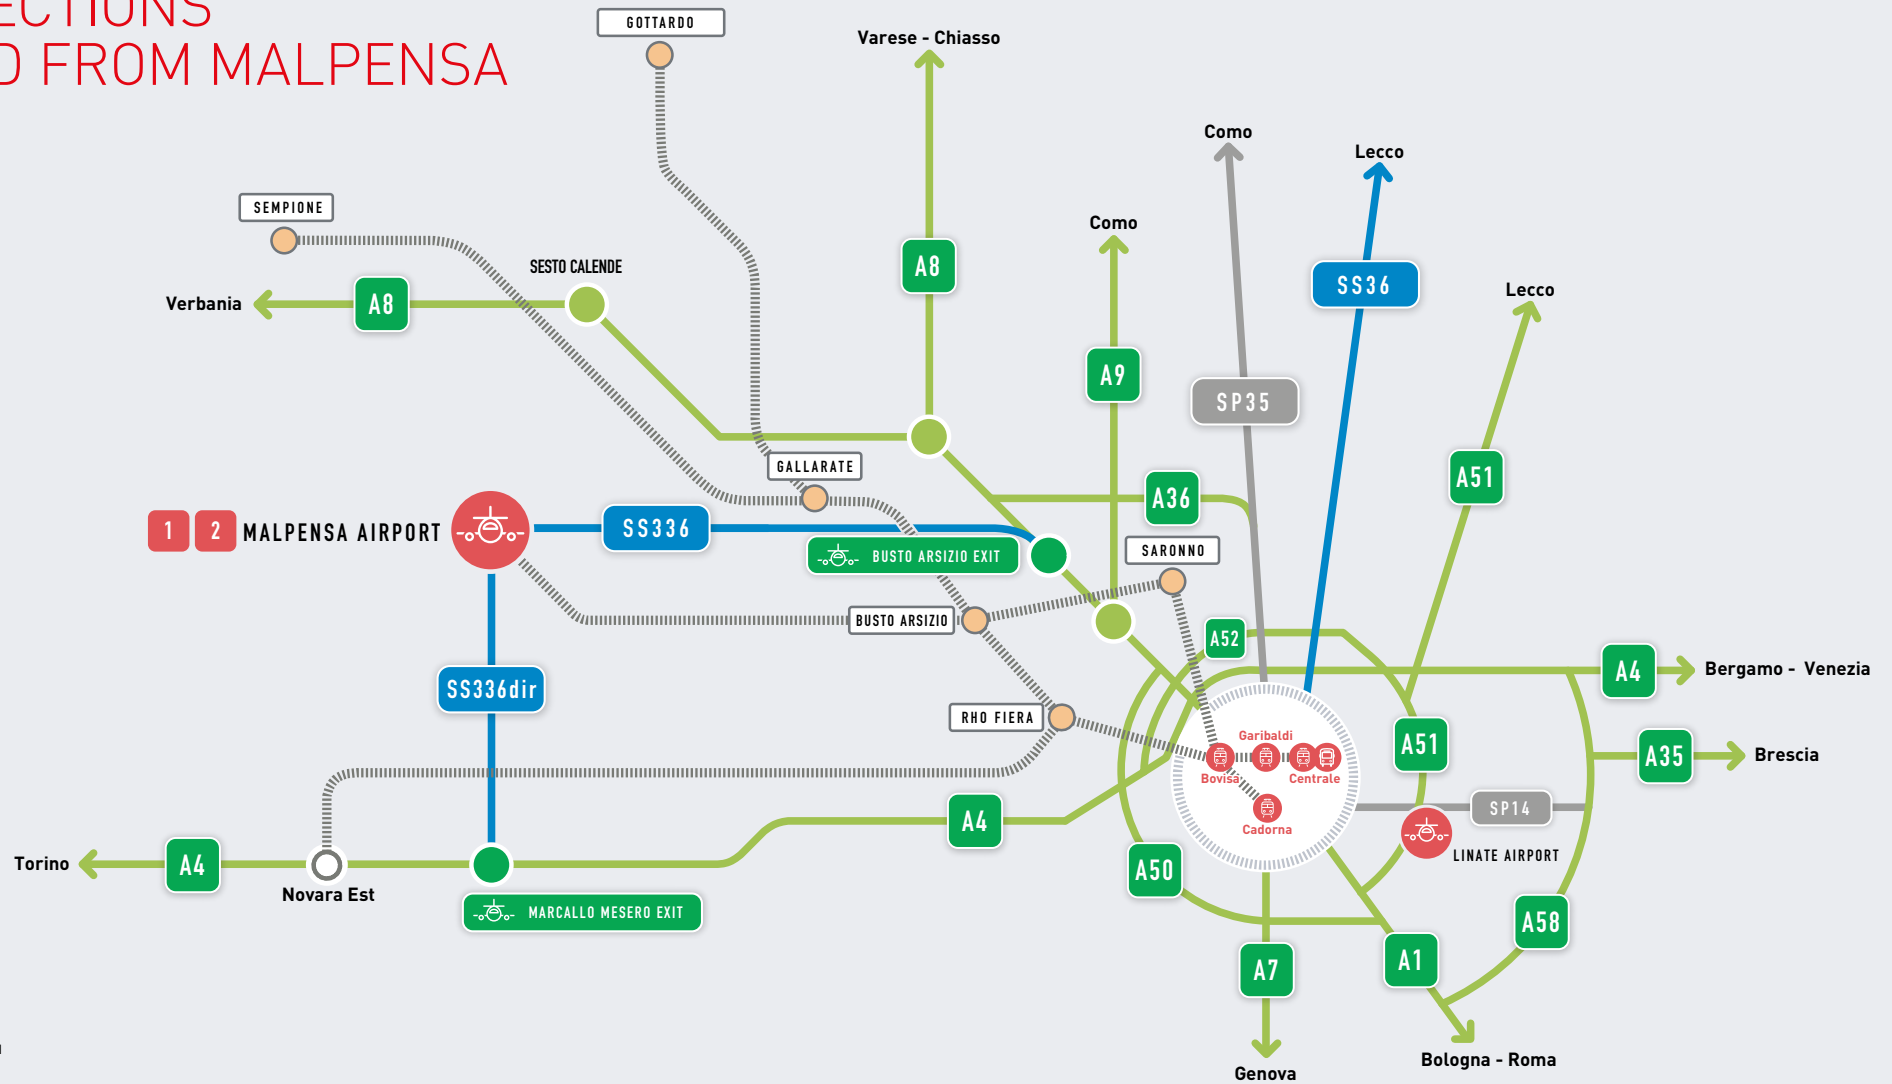 ECTIONS
D FROM MALPENSA
GOTTARDO
Varese - Chiasso
Como
Lecco
SEMPIONE
Como
SESTO CALENDE
A8
SS36
Lecco
Verbania
A8
A9
SP35
GALLARATE
A51
A36
1 2 MALPENSA AIRPORT
SS336
BUSTO ARSIZIO EXIT
SARONNO
BUSTO ARSIZIO
A52
A4
Bergamo - Venezia
SS336dir
RHO FIERA
Garibaldi
A51
A35
Brescia
Bovisa
Centrale
SP14
A4
Cadorna
LINATE AIRPORT
Torino
A4
A50
Novara Est
MARCALLO MESERO EXIT
A58
A7
A1
Bologna - Roma
Genova